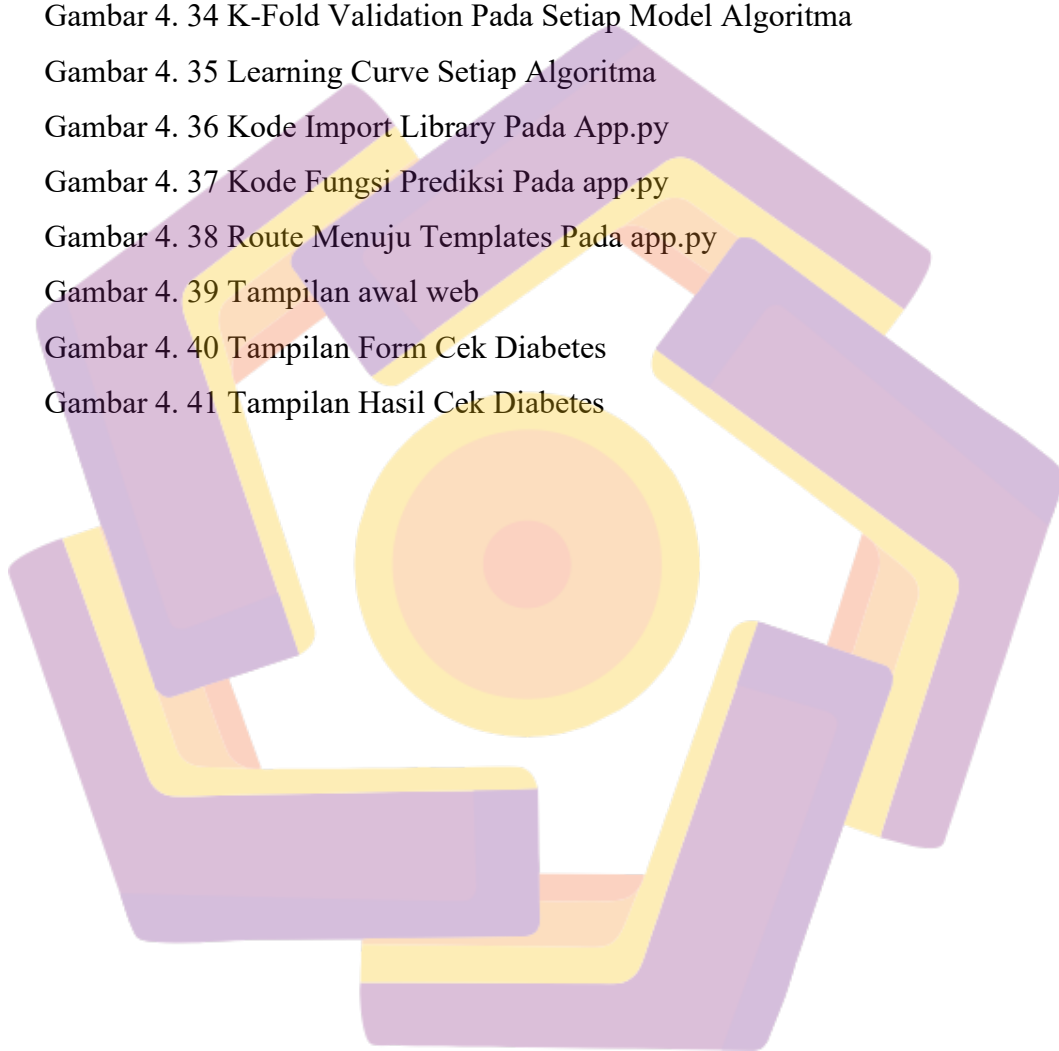 Gambar 4. 34 K-Fold Validation Pada Setiap Model Algoritma
Gambar 4. 35 Learning Curve Setiap Algoritma
Gambar 4. 36 Kode Import Library Pada App.py
Gambar 4. 37 Kode Fungsi Prediksi Pada app.py
Gambar 4. 38 Route Menuju Templates Pada app.py
Gambar 4. 39 Tampilan awal web
Gambar 4. 40 Tampilan Form Cek Diabetes
Gambar 4. 41 Tampilan Hasil Cek Diabetes